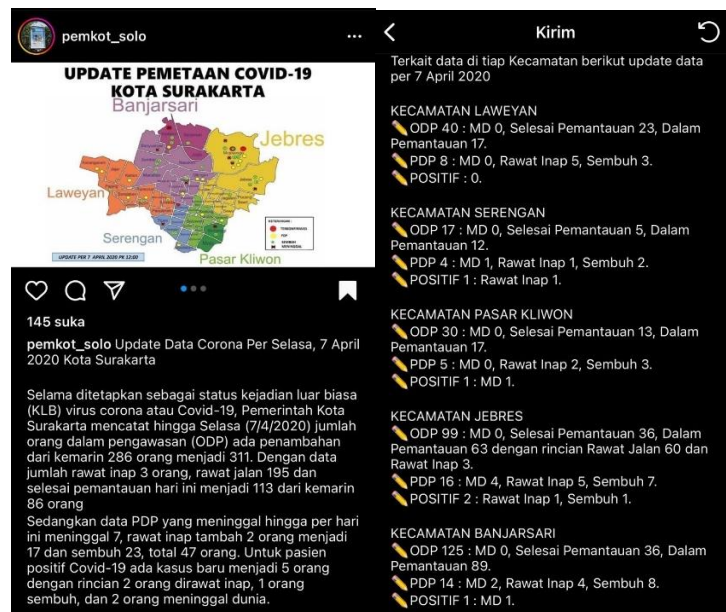 pemkot_solo
UPDATE PEMETAAN COVID-19
KOTA SURAKARTA
Banjarsari
Jebres
Laweyan
Serengan
Pasar Kliwon
UPDATE PER 7 APRIL 2020 PK 12:00
145 suka
pemkot_solo Update Data Corona Per Selasa, 7 April
2020 Kota Surakarta
Selama ditetapkan sebagai status kejadian luar biasa
(KLB) virus corona atau Covid-19, Pemerintah Kota
Surakarta mencatat hingga Selasa (7/4/2020) jumlah
orang dalam pengawasan (ODP) ada penambahan
dari kemarin 286 orang menjadi 311. Dengan data
jumlah rawat inap 3 orang, rawat jalan 195 dan
selesai pemantauan hari ini menjadi 113 dari kemarin
86 orang
Sedangkan data PDP yang meninggal hingga per hari
ini meninggal 7, rawat inap tambah 2 orang menjadi
17 dan sembuh 23, total 47 orang. Untuk pasien
positif Covid-19 ada kasus baru menjadi 5 orang
dengan rincian 2 orang dirawat inap, 1 orang
sembuh, dan 2 orang meninggal dunia.
Kirim
Terkait data di tiap Kecamatan berikut update data
per 7 April 2020
KECAMATAN LAWEYAN
✏️ODP 40 : MD 0, Selesai Pemantauan 23, Dalam
Pemantauan 17.
✏️PDP 8 : MD 0, Rawat Inap 5, Sembuh 3.
✏️POSITIF : 0.
KECAMATAN SERENGAN
✏️ODP 17 : MD 0, Selesai Pemantauan 5, Dalam
Pemantauan 12.
✏️PDP 4 : MD 1, Rawat Inap 1, Sembuh 2.
✏️POSITIF 1 : Rawat Inap 1.
KECAMATAN PASAR KLIWON
✏️ODP 30 : MD 0, Selesai Pemantauan 13, Dalam
Pemantauan 17.
✏️PDP 5 : MD 0, Rawat Inap 2, Sembuh 3.
✏️POSITIF 1 : MD 1.
KECAMATAN JEBRES
✏️ODP 99 : MD 0, Selesai Pemantauan 36, Dalam
Pemantauan 63 dengan rincian Rawat Jalan 60 dan
Rawat Inap 3.
✏️PDP 16 : MD 4, Rawat Inap 5, Sembuh 7.
✏️POSITIF 2 : Rawat Inap 1, Sembuh 1.
KECAMATAN BANJARSARI
✏️ODP 125 : MD 0, Selesai Pemantauan 36, Dalam
Pemantauan 89.
✏️PDP 14 : MD 2, Rawat Inap 4, Sembuh 8.
✏️POSITIF 1 : MD 1.